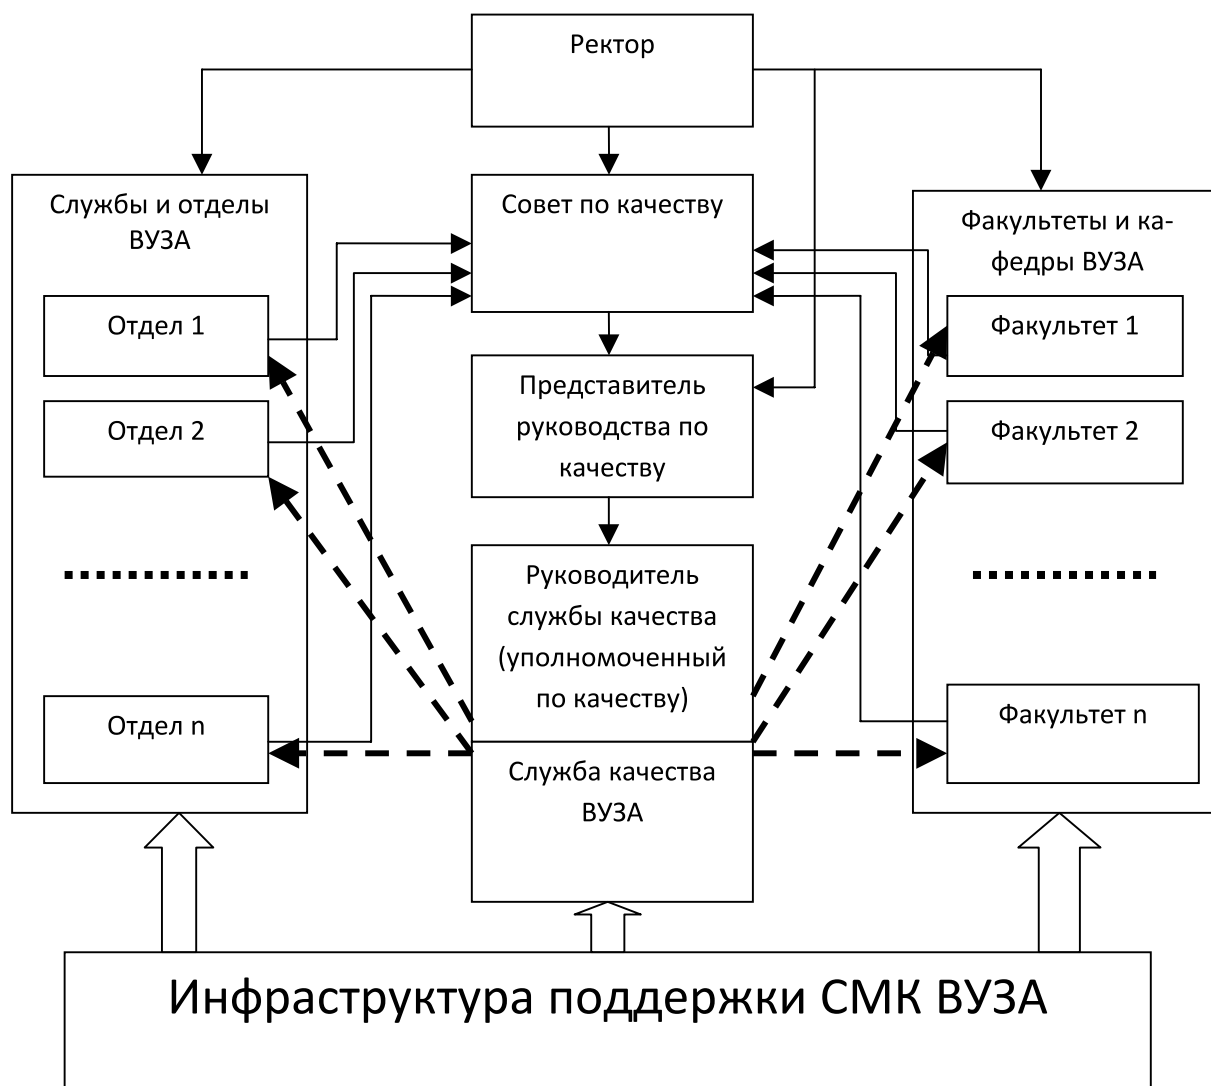 Ректор
Службы и отделы
ВУЗА
Совет по качеству
Факультеты и ка-
федры ВУЗА
Отдел 1
Факультет 1
Представитель
руководства по
качеству
Отдел 2
Факультет 2
Руководитель
службы качества
(уполномоченный
по качеству)
Отдел n
Факультет n
Служба качества
ВУЗА
Инфраструктура поддержки СМК ВУЗА